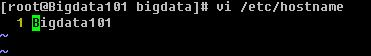 [root@Bigdata101 bigdata]# vi /etc/hostname
1 Bigdata101
~
~